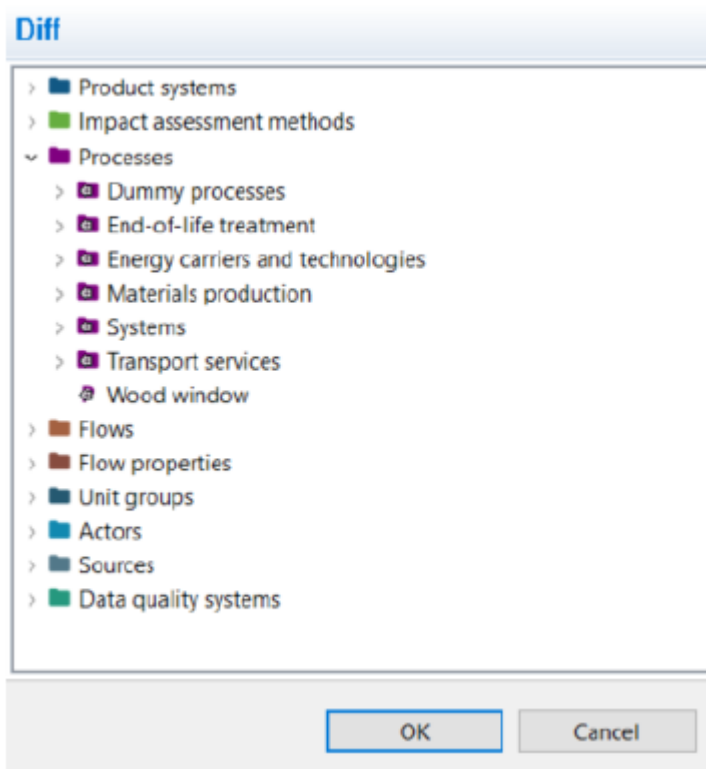 Diff
Product systems
Impact assessment methods
Processes
Dummy processes
End-of-life treatment
Energy carriers and technologies
Materials production
Systems
Transport services
Wood window
Flows
Flow properties
Unit groups
Actors
Sources
Data quality systems
OK Cancel